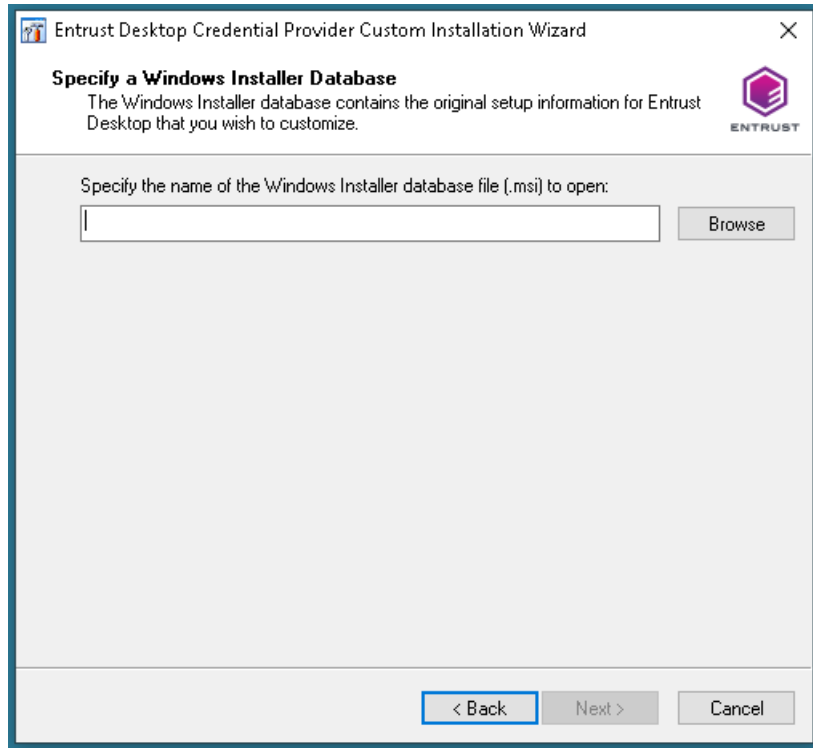 Entrust Desktop Credential Provider Custom Installation Wizard
Specify a Windows Installer Database
The Windows Installer database contains the original setup information for Entrust
Desktop that you wish to customize.
ENTRUST
Specify the name of the Windows Installer database file (.msi) to open:
Browse
< Back
Next >
Cancel